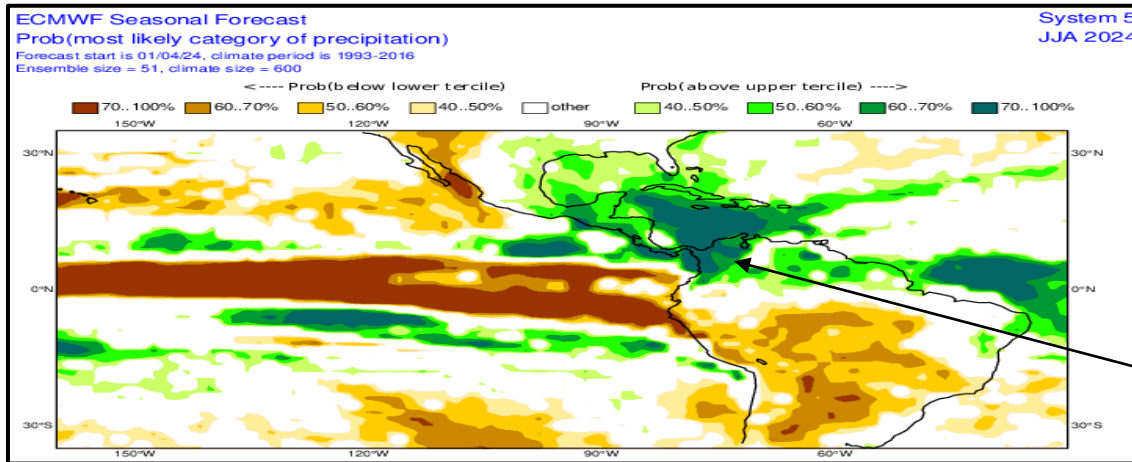 ECMWF Seasonal Forecast System 5
Prob(most likely category of precipitation) JJA 2024
Forecast start is 01/04/24, climate period is 1993-2016
Ensemble size = 51, climate size = 600
<---- Prob(below lower tercile) Prob(above upper tercile) ---->
70..100% 60..70% 50..60% 40..50% other 40..50% 50..60% 60..70% 70..100%
150°W 120°W 90°W 60°W
30°N 30°N
0°N 0°N
30°S 30°S
150°W 120°W 90°W 60°W